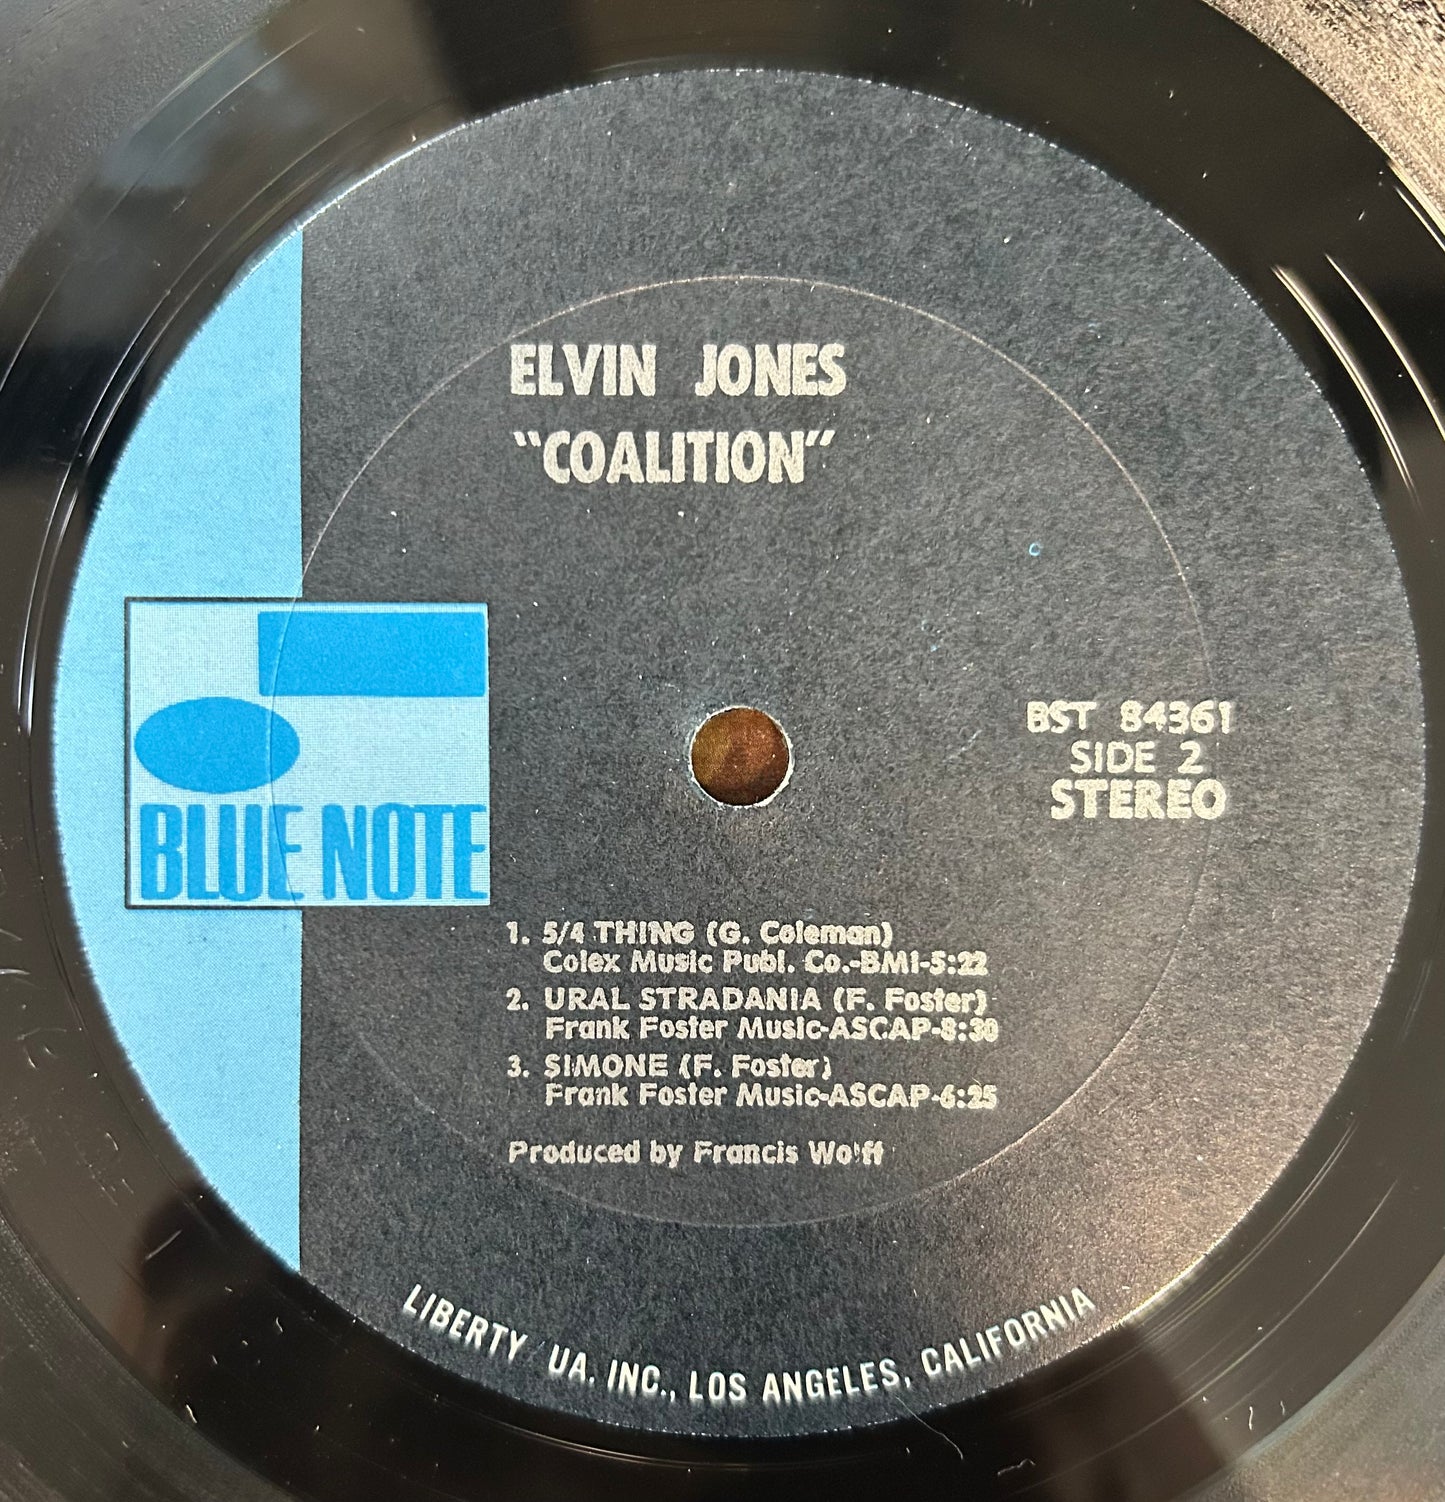 ELVIN JONES
"COALITION"
BLUE NOTE
BST 84361
SIDE 2
STEREO
1. 5/4 THING (G. Coleman)
Colex Music Publ. Co.-BMI-5:22
2. URAL STRADANIA (F. Foster)
Frank Foster Music-ASCAP-8:30
3. SIMONE (F. Foster)
Frank Foster Music-ASCAP-6:25
Produced by Francis Wolff
LIBERTY UA, INC., LOS ANGELES, CALIFORNIA